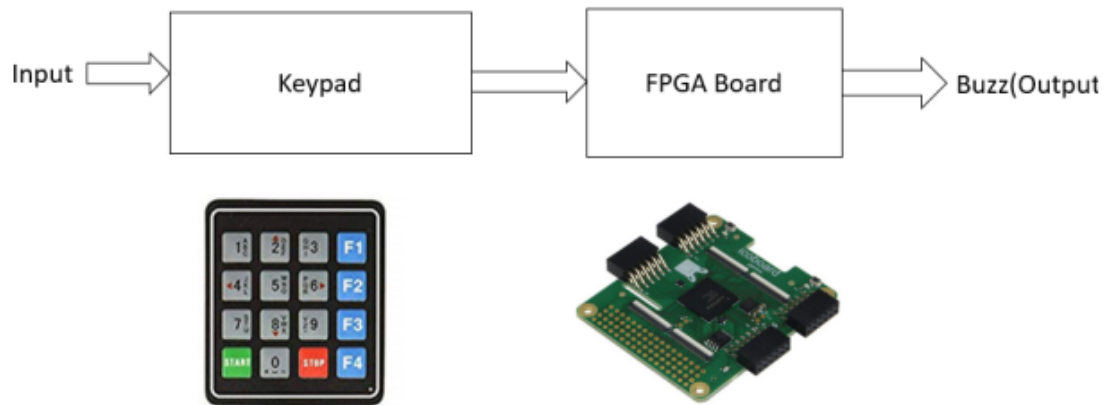 Input
Keypad
FPGA Board
Buzz(Output
1 2 3 F1
4 5 6 F2
7 8 9 F3
START 0 STOP F4